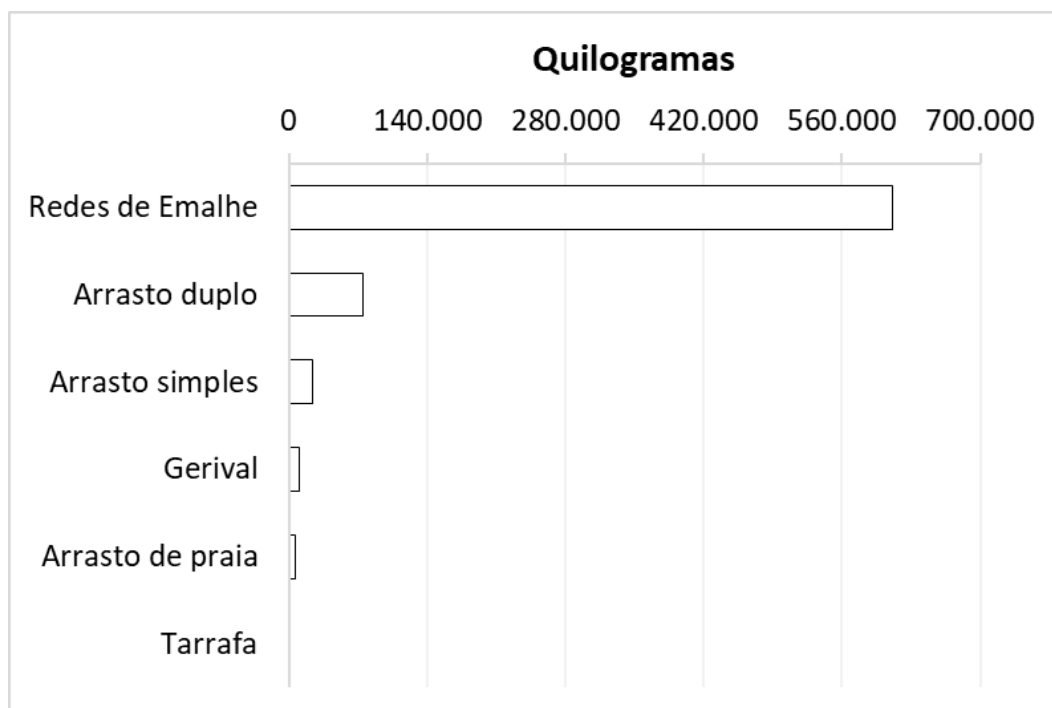 Quilogramas
0 140.000 280.000 420.000 560.000 700.000
Redes de Emalhe
Arrasto duplo
Arrasto simples
Gerival
Arrasto de praia
Tarrafa